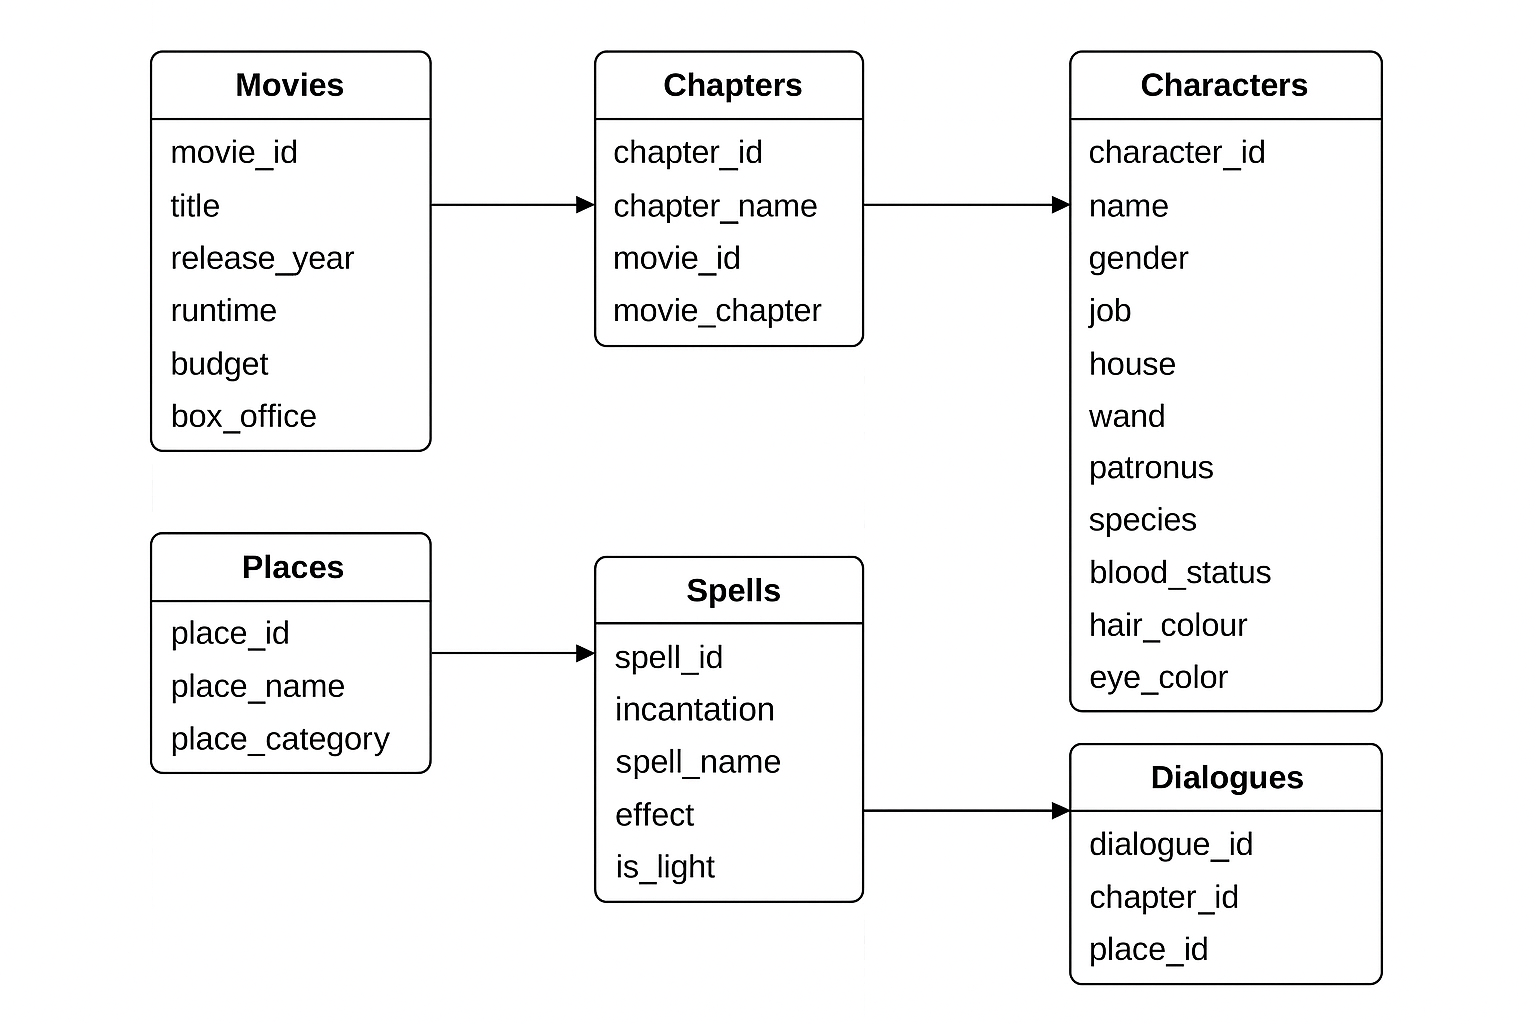 Movies
movie_id
title
release_year
runtime
budget
box_office
Chapters
chapter_id
chapter_name
movie_id
movie_chapter
Characters
character_id
name
gender
job
house
wand
patronus
species
blood_status
hair_colour
eye_color
Places
place_id
place_name
place_category
Spells
spell_id
incantation
spell_name
effect
is_light
Dialogues
dialogue_id
chapter_id
place_id